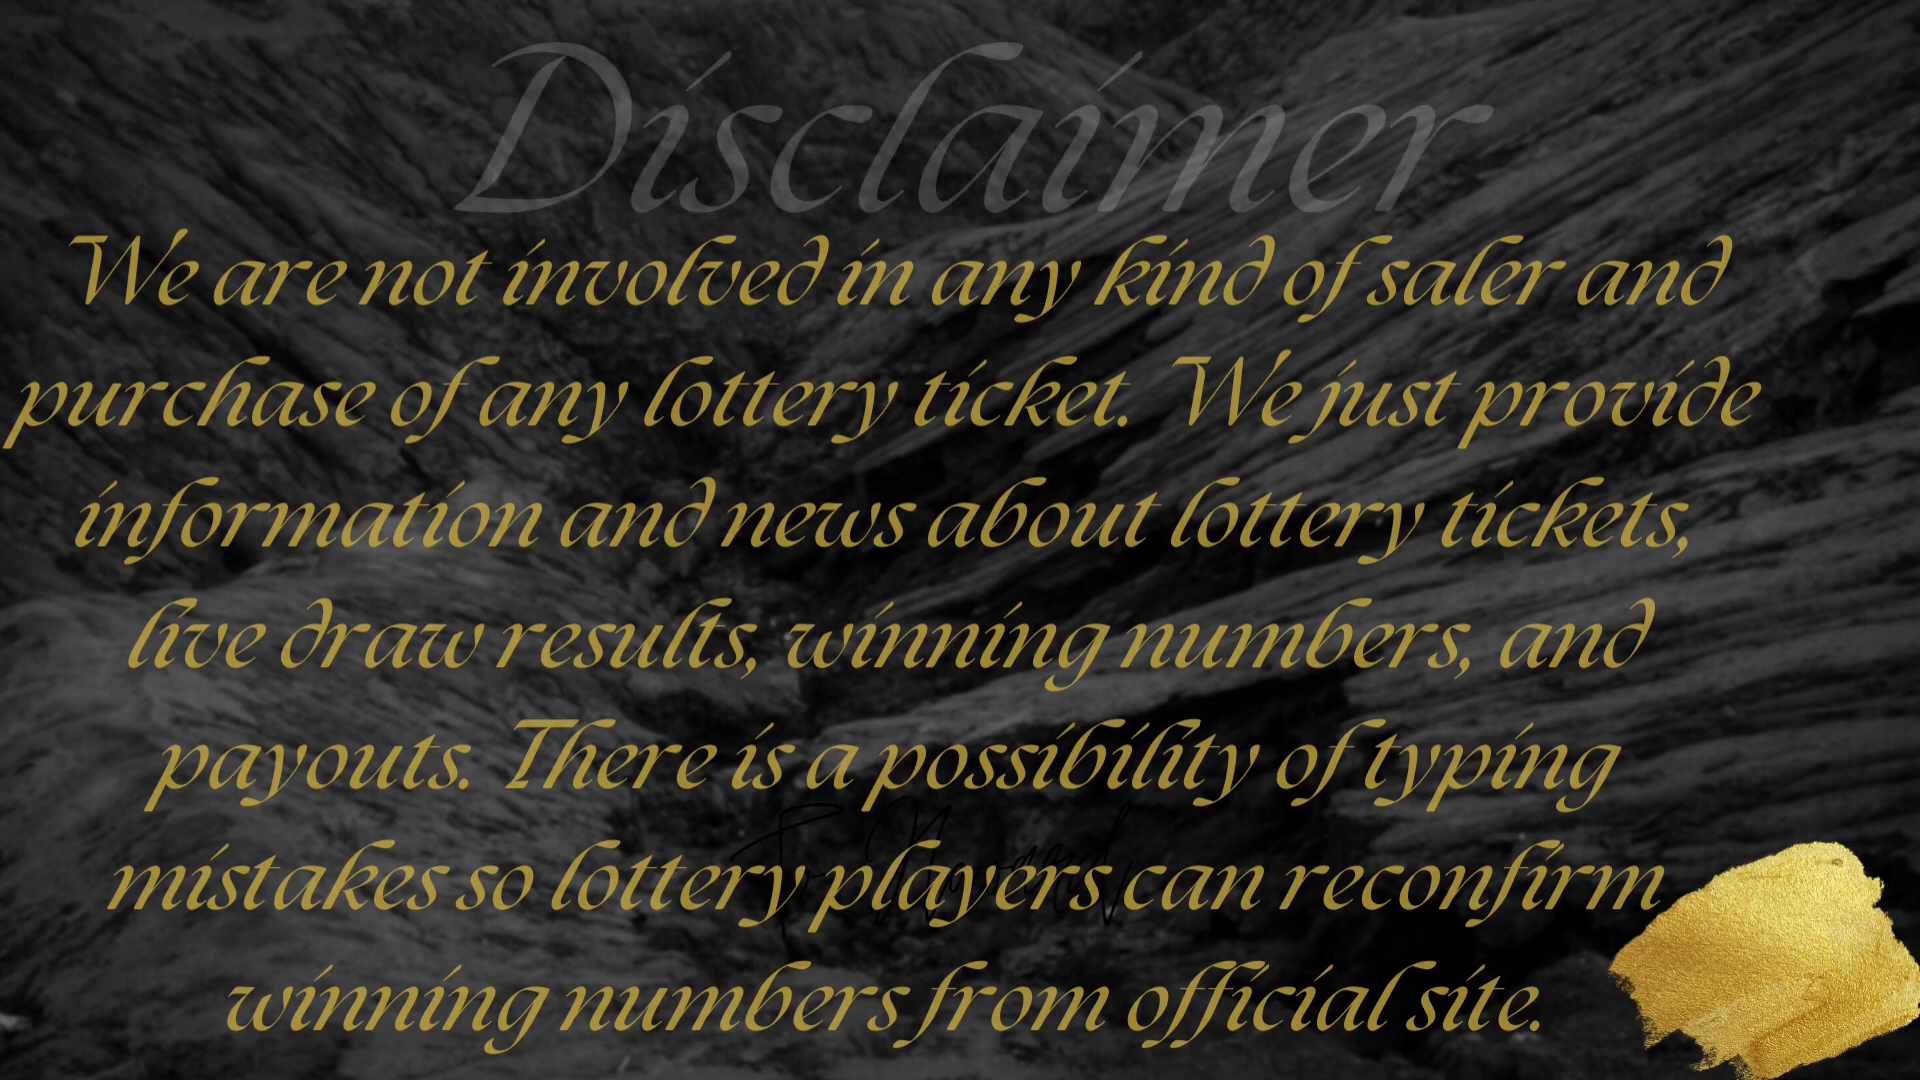 Disclaimer
We are not involved in any kind of saler and
purchase of any lottery ticket. We just provide
information and news about lottery tickets,
live draw results, winning numbers, and
payouts. There is a possibility of typing
mistakes so lottery players can reconfirm
winning numbers from official site.